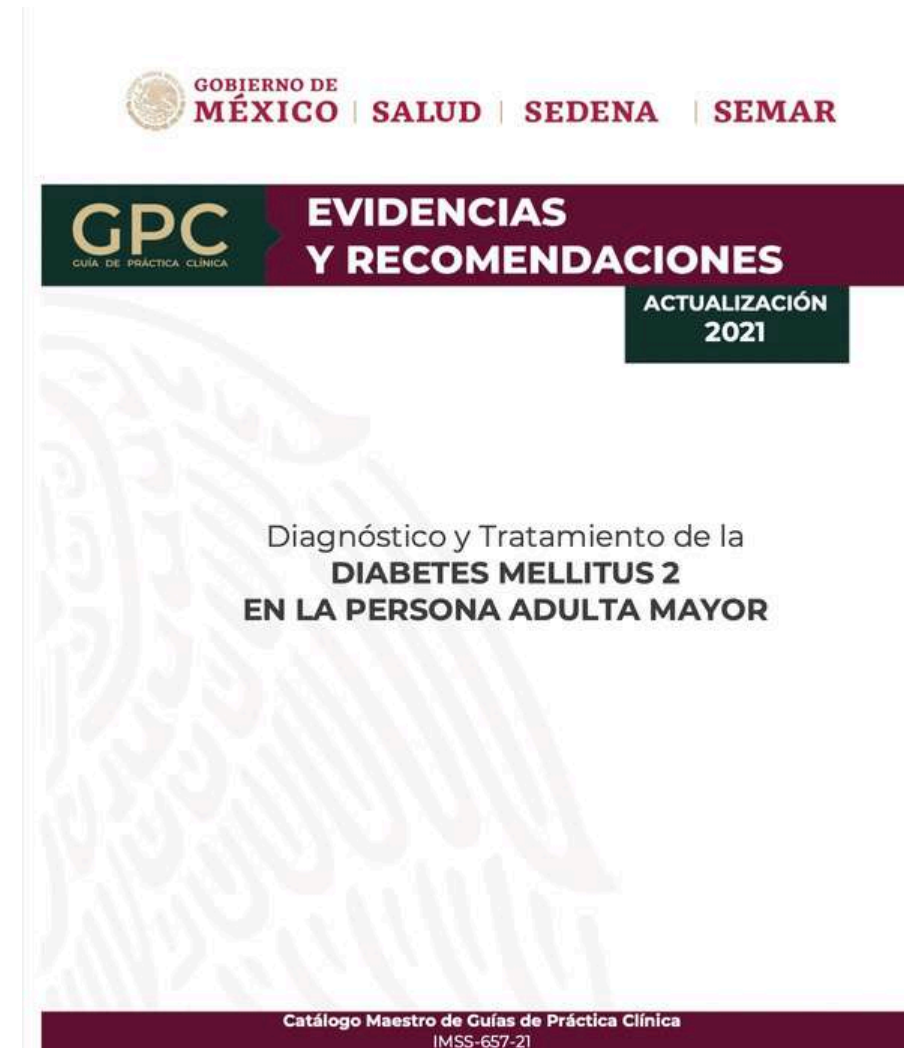 GOBIERNO DE
MÉXICO SALUD SEDENA SEMAR
GPC
GUÍA DE PRÁCTICA CLÍNICA
EVIDENCIAS
Y RECOMENDACIONES
ACTUALIZACIÓN
2021
Diagnóstico y Tratamiento de la
DIABETES MELLITUS 2
EN LA PERSONA ADULTA MAYOR
Catálogo Maestro de Guías de Práctica Clínica
IMSS-657-21